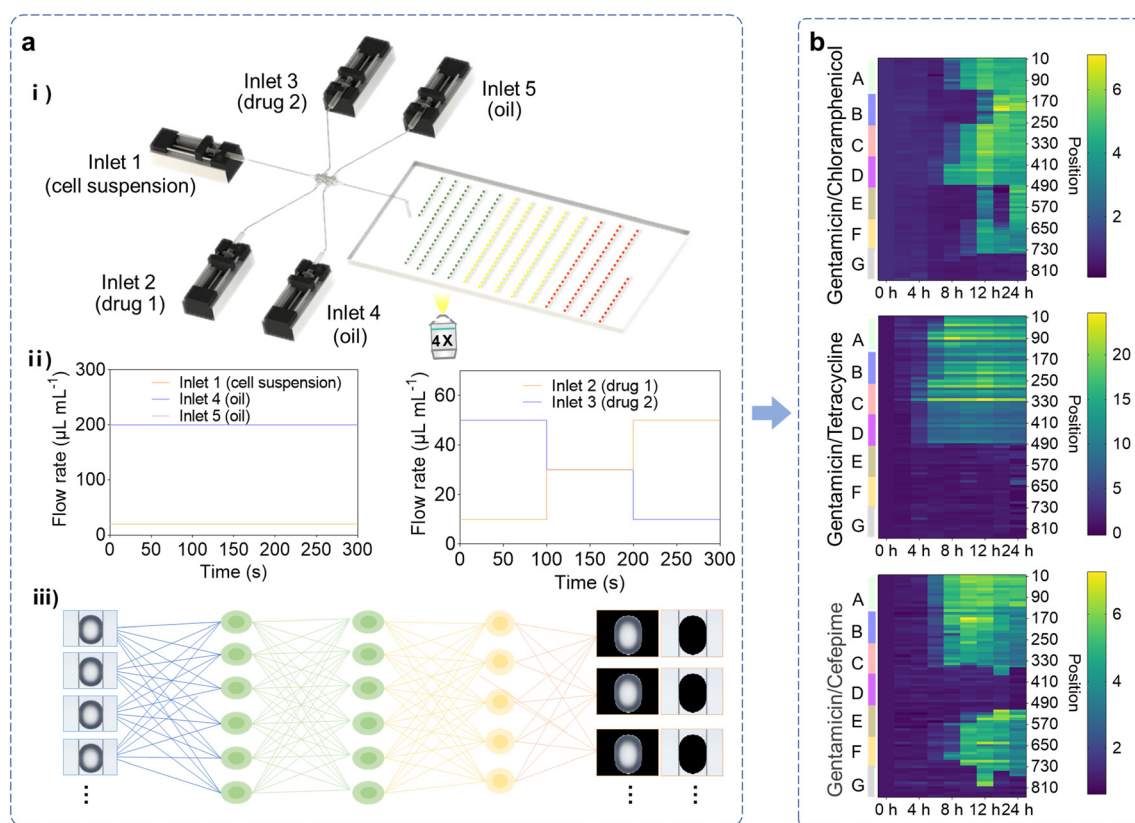 a
i )
Inlet 3
(drug 2)
Inlet 5
(oil)
Inlet 1
(cell suspension)
Inlet 2
(drug 1)
Inlet 4
(oil)
4X
ii )
Flow rate (µL mL⁻¹)
300
200
100
0
Inlet 1 (cell suspension)
Inlet 4 (oil)
Inlet 5 (oil)
0 50 100 150 200 250 300
Time (s)
Flow rate (µL mL⁻¹)
60
40
20
0
Inlet 2 (drug 1)
Inlet 3 (drug 2)
0 50 100 150 200 250 300
Time (s)
iii)
b
Gentamicin/Chloramphenicol
A
B
C
D
E
F
G
10
90
170
250
330
410
490
570
650
730
810
Position
6
4
2
0 h 4 h 8 h 12 h 24 h
Gentamicin/Tetracycline
A
B
C
D
E
F
G
10
90
170
250
330
410
490
570
650
730
810
Position
20
15
10
5
0
0 h 4 h 8 h 12 h 24 h
Gentamicin/Cefepime
A
B
C
D
E
F
G
10
90
170
250
330
410
490
570
650
730
810
Position
6
4
2
0 h 4 h 8 h 12 h 24 h